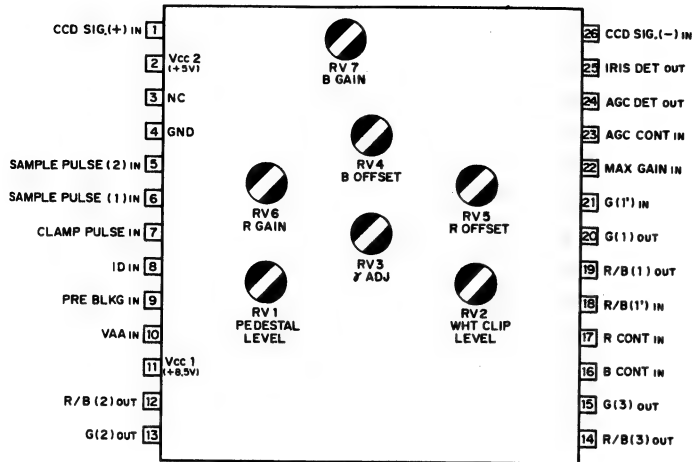 CCD SIG.(+) IN 1
2 Vcc 2
(+5V)
3 NC
4 GND
SAMPLE PULSE (2) IN 5
SAMPLE PULSE (1) IN 6
CLAMP PULSE IN 7
ID IN 8
PRE BLKG IN 9
VAA IN 10
11 Vcc 1
(+8,5V)
R/B (2) OUT 12
G(2) OUT 13
RV 7
B GAIN
RV4
B OFFSET
RV6
R GAIN
RV5
R OFFSET
RV3
γ ADJ
RV 1
PEDESTAL
LEVEL
RV2
WHT CLIP
LEVEL
26 CCD SIG.(-) IN
25 IRIS DET OUT
24 AGC DET OUT
23 AGC CONT IN
22 MAX GAIN IN
21 G(1') IN
20 G(1) OUT
19 R/B(1) OUT
18 R/B(1') IN
17 R CONT IN
16 B CONT IN
15 G(3) OUT
14 R/B(3) OUT